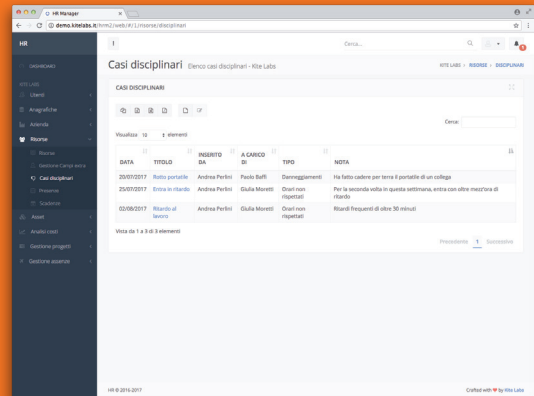 HR Manager
demo.kitelabs.it/hrm2/web/#/1/risorse/disciplinari
HR
Cerca...
DASHBOARD
Casi disciplinari Elenco casi disciplinari - Kite Labs
KITE LABS > RISORSE > DISCIPLINARI
KITE LABS
Utenti
Anagrafiche
Azienda
Risorse
Risorse
Gestione Campi extra
Casi disciplinari
Presenze
Scadenze
Asset
Analisi costi
Gestione progetti
Gestione assenze
CASI DISCIPLINARI
Cerca:
Visualizza 10 elementi
DATA TITOLO INSERITO DA A CARICO DI TIPO NOTA
20/07/2017 Rotto portatile Andrea Perlini Paolo Baffi Danneggiamenti Ha fatto cadere per terra il portatile di un collega
25/07/2017 Entra in ritardo Andrea Perlini Giulia Moretti Orari non rispettati Per la seconda volta in questa settimana, entra con oltre mezz'ora di ritardo
02/08/2017 Ritardo al lavoro Andrea Perlini Giulia Moretti Orari non rispettati Ritardi frequenti di oltre 30 minuti
Vista da 1 a 3 di 3 elementi
Precedente 1 Successivo
HR © 2016-2017
Crafted with ♥ by Kite Labs